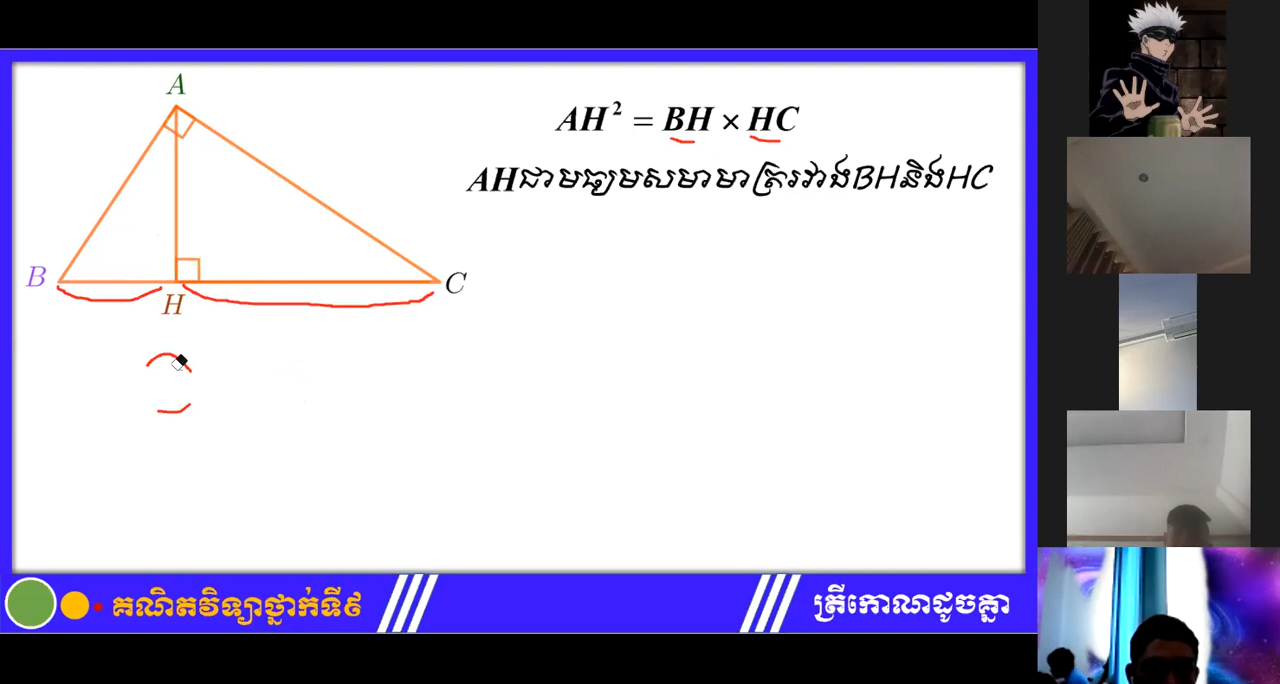 A
AH² = BH × HC
AHជាមធ្យមសមាមាត្ររវាងBHនិងHC
B
H
C
គណិតវិទ្យាថ្នាក់ទី៩
ត្រីកោណដូចគ្នា